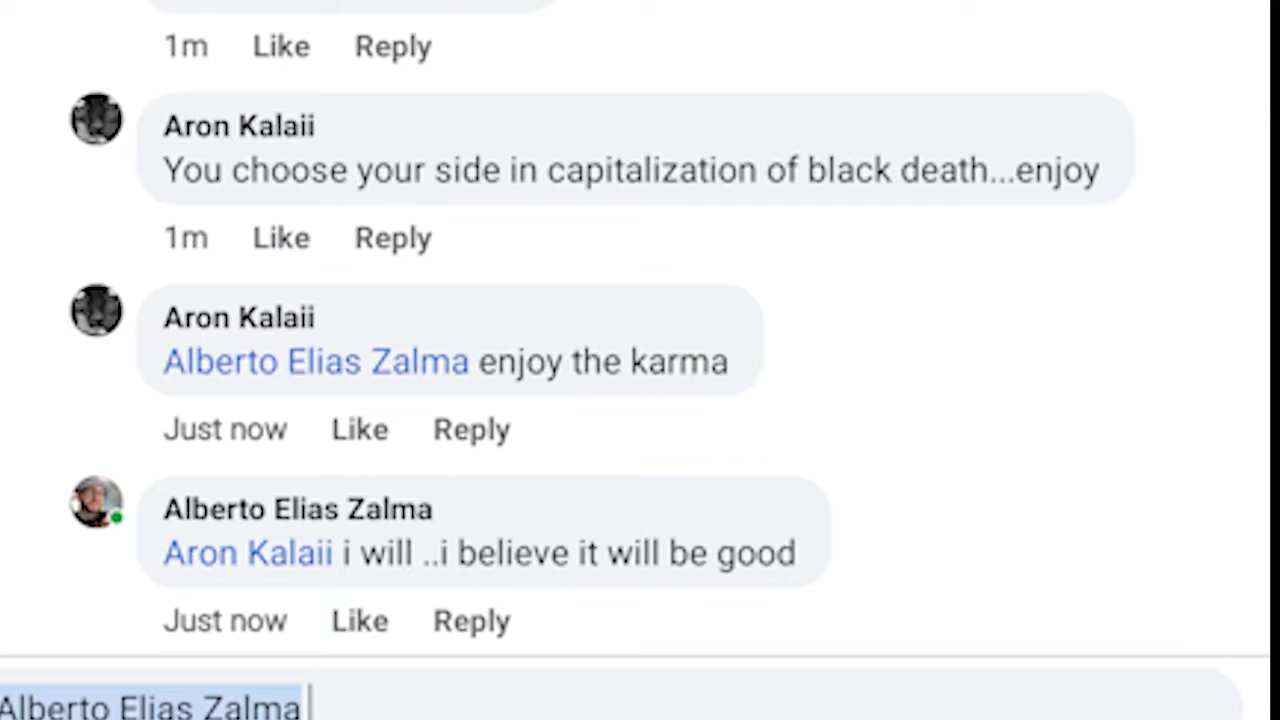 1m Like Reply
Aron Kalaii
You choose your side in capitalization of black death...enjoy
1m Like Reply
Aron Kalaii
Alberto Elias Zalma enjoy the karma
Just now Like Reply
Alberto Elias Zalma
Aron Kalaii i will ..i believe it will be good
Just now Like Reply
Alberto Elias Zalma